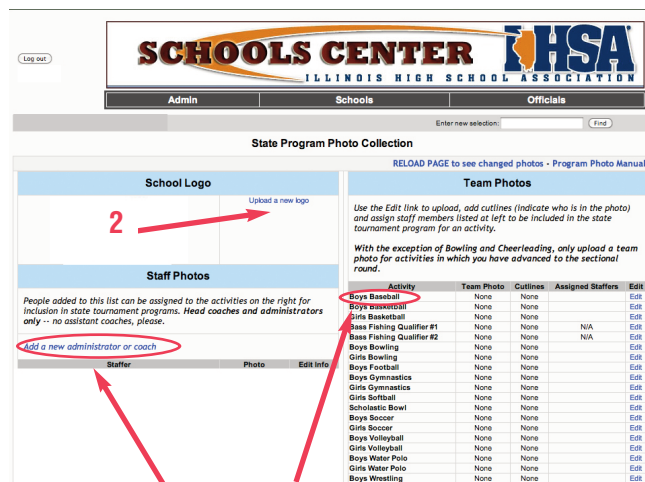 Log out
SCHOOLS CENTER
IHSA
ILLINOIS HIGH SCHOOL ASSOCIATION
Admin Schools Officials
Enter new selection: Find
State Program Photo Collection
RELOAD PAGE to see changed photos - Program Photo Manual
School Logo
Upload a new logo
2
Staff Photos
People added to this list can be assigned to the activities on the right for
inclusion in state tournament programs. Head coaches and administrators
only -- no assistant coaches, please.
Add a new administrator or coach
Staffer Photo Edit Info
Team Photos
Use the Edit link to upload, add cutlines (indicate who is in the photo)
and assign staff members listed at left to be included in the state
tournament program for an activity.
With the exception of Bowling and Cheerleading, only upload a team
photo for activities in which you have advanced to the sectional
round.
Activity Team Photo Cutlines Assigned Staffers Edit
Boys Baseball None None Edit
Boys Basketball None None Edit
Girls Basketball None None Edit
Bass Fishing Qualifier #1 None None N/A Edit
Bass Fishing Qualifier #2 None None N/A Edit
Boys Bowling None None Edit
Girls Bowling None None Edit
Boys Football None None Edit
Boys Gymnastics None None Edit
Girls Gymnastics None None Edit
Girls Softball None None Edit
Scholastic Bowl None None Edit
Boys Soccer None None Edit
Girls Soccer None None Edit
Boys Volleyball None None Edit
Girls Volleyball None None Edit
Boys Water Polo None None Edit
Girls Water Polo None None Edit
Boys Wrestling None None Edit